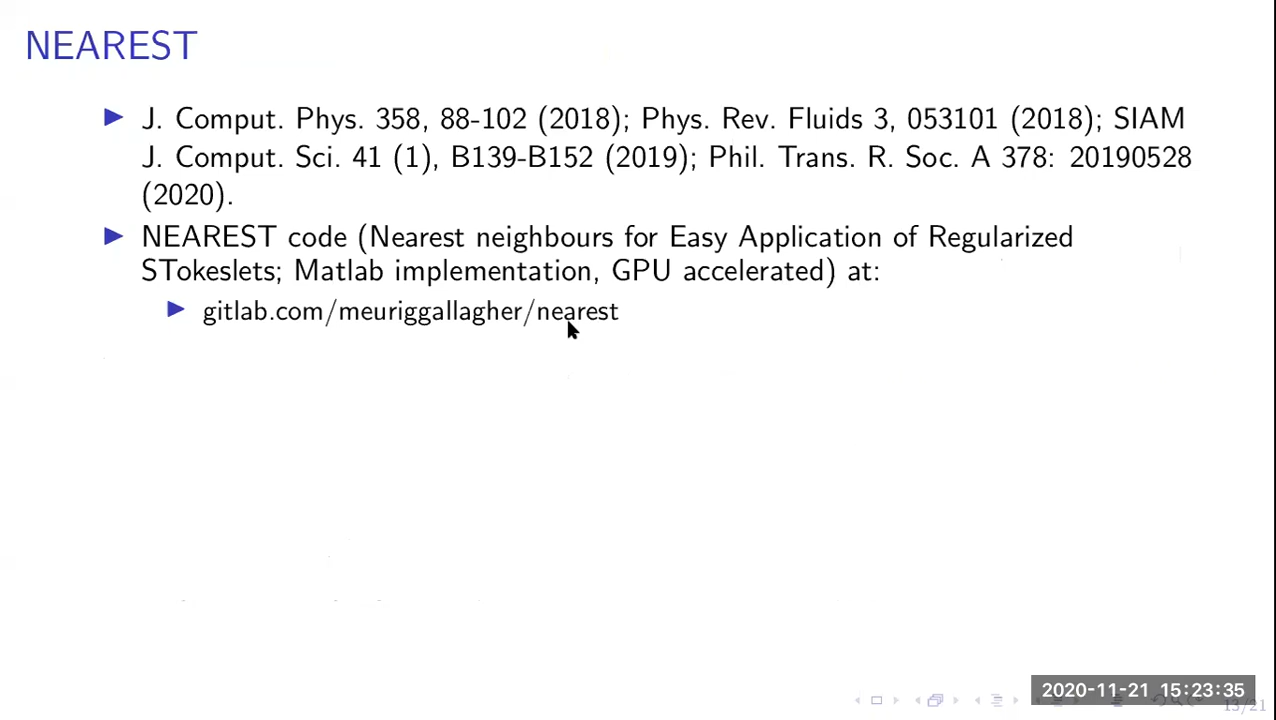 NEAREST
J. Comput. Phys. 358, 88-102 (2018); Phys. Rev. Fluids 3, 053101 (2018); SIAM
J. Comput. Sci. 41 (1), B139-B152 (2019); Phil. Trans. R. Soc. A 378: 20190528
(2020).
NEAREST code (Nearest neighbours for Easy Application of Regularized
STokeslets; Matlab implementation, GPU accelerated) at:
gitlab.com/meuriggallagher/nearest
2020-11-21 15:23:35
13/21